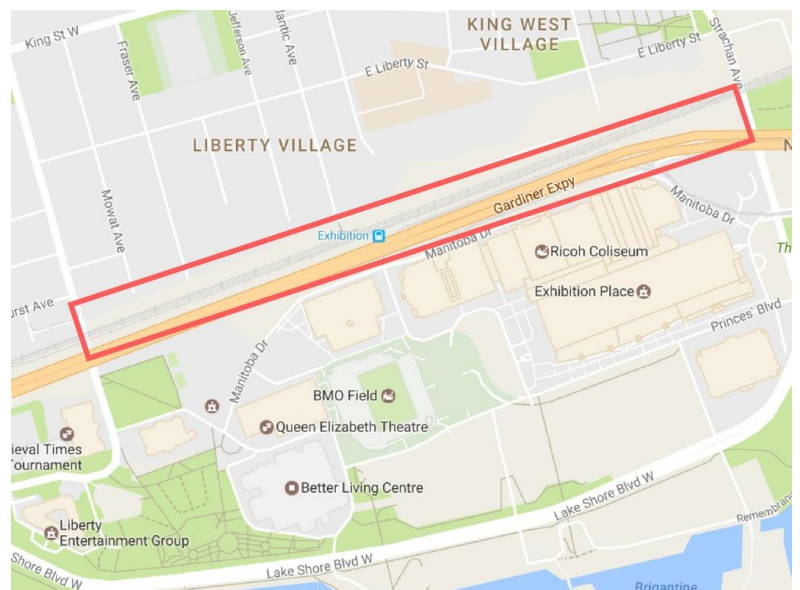 KING WEST
VILLAGE
King St W
Fraser Ave
Jefferson Ave
lantic Ave
E Liberty St
E Liberty St
Strachan Ave
LIBERTY VILLAGE
Mowat Ave
Gardiner Expy
N
Manitoba Dr
Exhibition
Manitoba Dr
Ricoh Coliseum
Th
Exhibition Place
urst Ave
Princes' Blvd
Manitoba Dr
BMO Field
Queen Elizabeth Theatre
ieval Times
Tournament
Better Living Centre
Lake Shore Blvd W
Remembranc
Liberty
Entertainment Group
Shore Blvd W
Lake Shore Blvd W
Brigantine